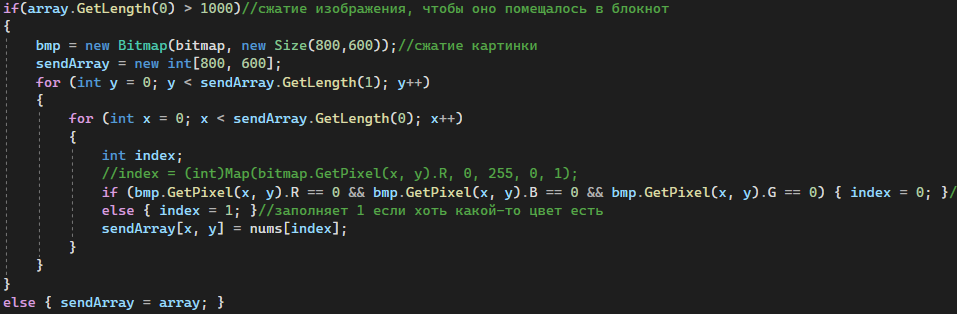 if(array.GetLength(0) > 1000)//сжатие изображения, чтобы оно помещалось в блокнот
{
bmp = new Bitmap(bitmap, new Size(800,600));//сжатие картинки
sendArray = new int[800, 600];
for (int y = 0; y < sendArray.GetLength(1); y++)
{
for (int x = 0; x < sendArray.GetLength(0); x++)
{
int index;
//index = (int)Map(bitmap.GetPixel(x, y).R, 0, 255, 0, 1);
if (bmp.GetPixel(x, y).R == 0 && bmp.GetPixel(x, y).B == 0 && bmp.GetPixel(x, y).G == 0) { index = 0; }/
else { index = 1; }//заполняет 1 если хоть какой-то цвет есть
sendArray[x, y] = nums[index];
}
}
}
else { sendArray = array; }